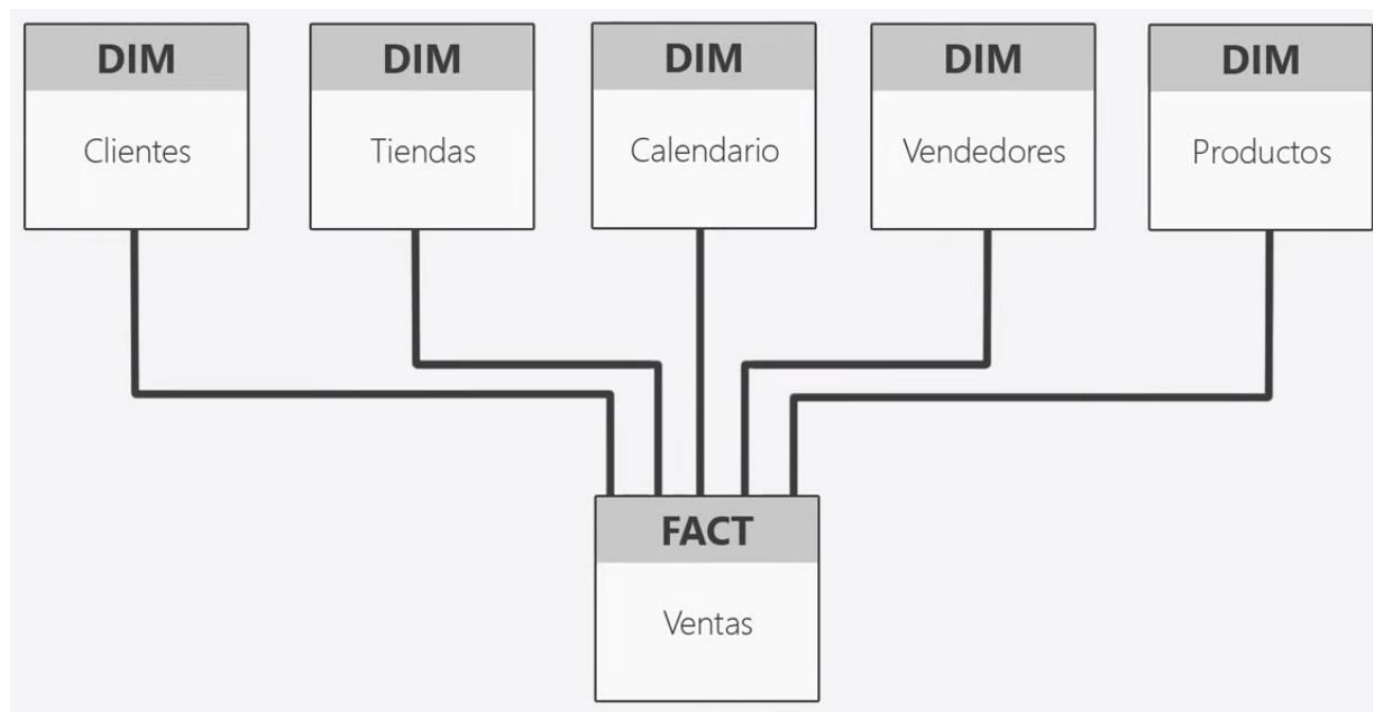 DIM
Clientes
DIM
Tiendas
DIM
Calendario
DIM
Vendedores
DIM
Productos
FACT
Ventas